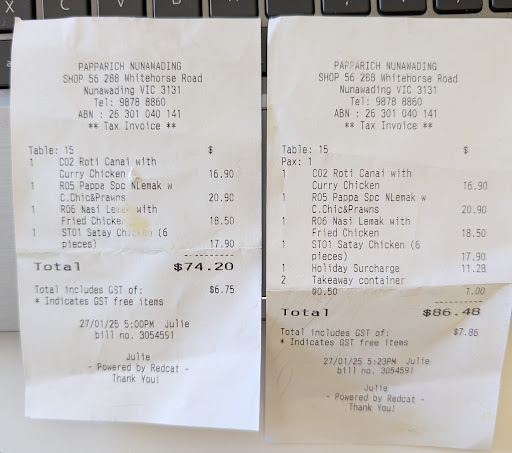 PAPPARICH NUNAWADING
SHOP 56 288 Whitehorse Road
Nunawading VIC 3131
Tel: 9878 8860
ABN : 26 301 040 141
** Tax Invoice **
Table: 15 $
1 C02 Roti Canai with
Curry Chicken 16.90
1 R05 Pappa Spc NLemak w
C.Chic&Prawns 20.90
1 R06 Nasi Lemak with
Fried Chicken 18.50
1 ST01 Satay Chicken (6
pieces) 17.90
Total $74.20
Total includes GST of: $6.75
* Indicates GST free items
27/01/25 5:00PM Julie
bill no. 3054591
Julie
- Powered by Redcat -
Thank You!
PAPPARICH NUNAWADING
SHOP 56 288 Whitehorse Road
Nunawading VIC 3131
Tel: 9878 8860
ABN : 26 301 040 141
** Tax Invoice **
Table: 15 $
Pax: 1
1 C02 Roti Canai with
Curry Chicken 16.90
1 R05 Pappa Spc NLemak w
C.Chic&Prawns 20.90
1 R06 Nasi Lemak with
Fried Chicken 18.50
1 ST01 Satay Chicken (6
pieces) 17.90
1 Holiday Surcharge 11.28
2 Takeaway container
@0.50 1.00
Total $86.48
Total includes GST of: $7.86
* Indicates GST free items
27/01/25 5:23PM Julie
bill no. 3054591
Julie
- Powered by Redcat -
Thank You!